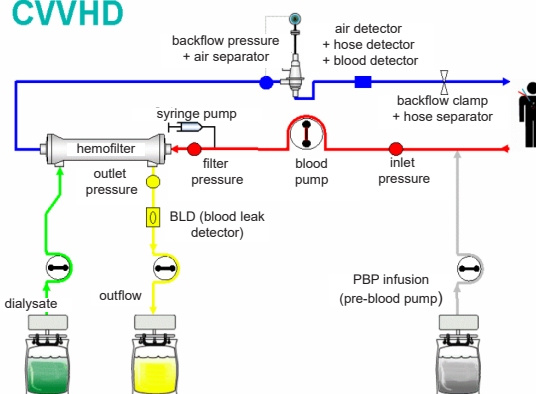 CVVHD
backflow pressure
+ air separator
air detector
+ hose detector
+ blood detector
backflow clamp
+ hose separator
syringe pump
hemofilter
outlet
pressure
filter
pressure
blood
pump
inlet
pressure
BLD (blood leak
detector)
PBP infusion
(pre-blood pump)
dialysate
outflow